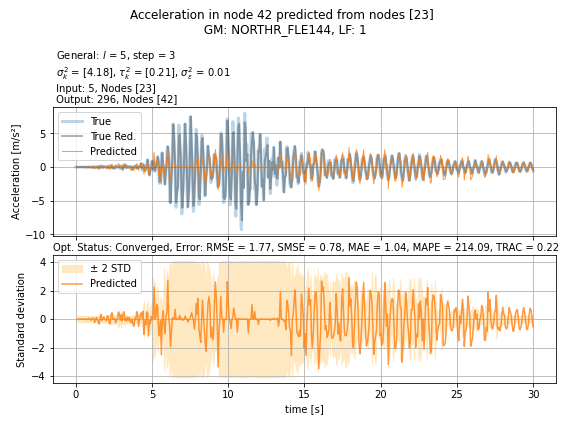 Acceleration in node 42 predicted from nodes [23]
GM: NORTHR_FLE144, LF: 1
General: l = 5, step = 3
σ²ₖ = [4.18], τ²ₖ = [0.21], σ²ε = 0.01
Input: 5, Nodes [23]
Output: 296, Nodes [42]
True
True Red.
Predicted
Acceleration [m/s²]
5
0
−5
−10
Opt. Status: Converged, Error: RMSE = 1.77, SMSE = 0.78, MAE = 1.04, MAPE = 214.09, TRAC = 0.22
± 2 STD
Predicted
Standard deviation
4
2
0
−2
−4
0 5 10 15 20 25 30
time [s]